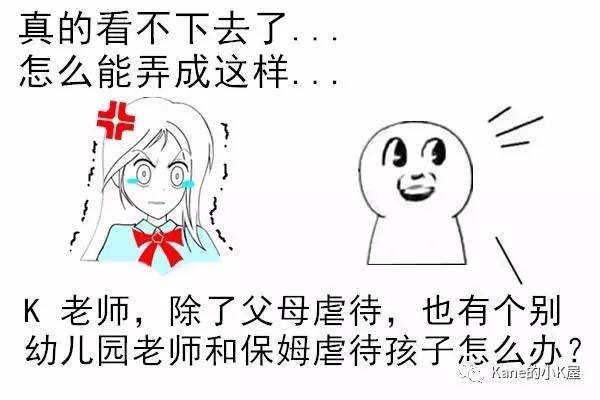 真的看不下去了...
怎么能弄成这样...
K 老师，除了父母虐待，也有个别
幼儿园老师和保姆虐待孩子怎么办？
Kane的小K屋